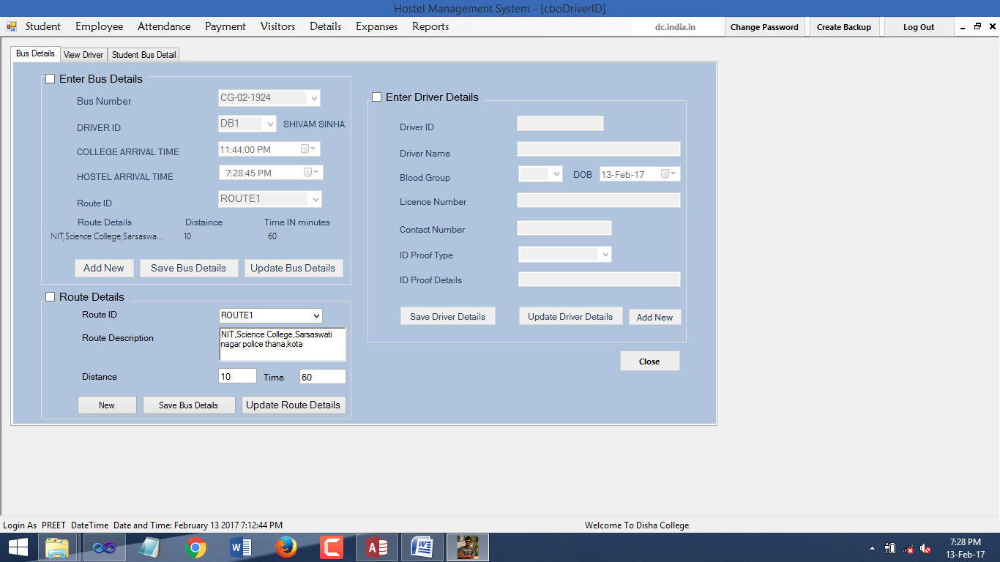 Hostel Management System - [cboDriverID]
Student Employee Attendance Payment Visitors Details Expanses Reports dc.india.in Change Password Create Backup Log Out
Bus Details View Driver Student Bus Detail
Enter Bus Details
Bus Number CG-02-1924
DRIVER ID DB1 SHIVAM SINHA
COLLEGE ARRIVAL TIME 11:44:00 PM
HOSTEL ARRIVAL TIME 7:28:45 PM
Route ID ROUTE1
Route Details Distaince Time IN minutes
NIT,Science College,Sarsaswa... 10 60
Add New Save Bus Details Update Bus Details
Route Details
Route ID ROUTE1
Route Description NIT,Science College,Sarsaswati
nagar police thana,kota
Distance 10 Time 60
New Save Bus Details Update Route Details
Enter Driver Details
Driver ID
Driver Name
Blood Group DOB 13-Feb-17
Licence Number
Contact Number
ID Proof Type
ID Proof Details
Save Driver Details Update Driver Details Add New
Close
Login As PREET DateTime Date and Time: February 13 2017 7:12:44 PM Welcome To Disha College
7:28 PM
13-Feb-17